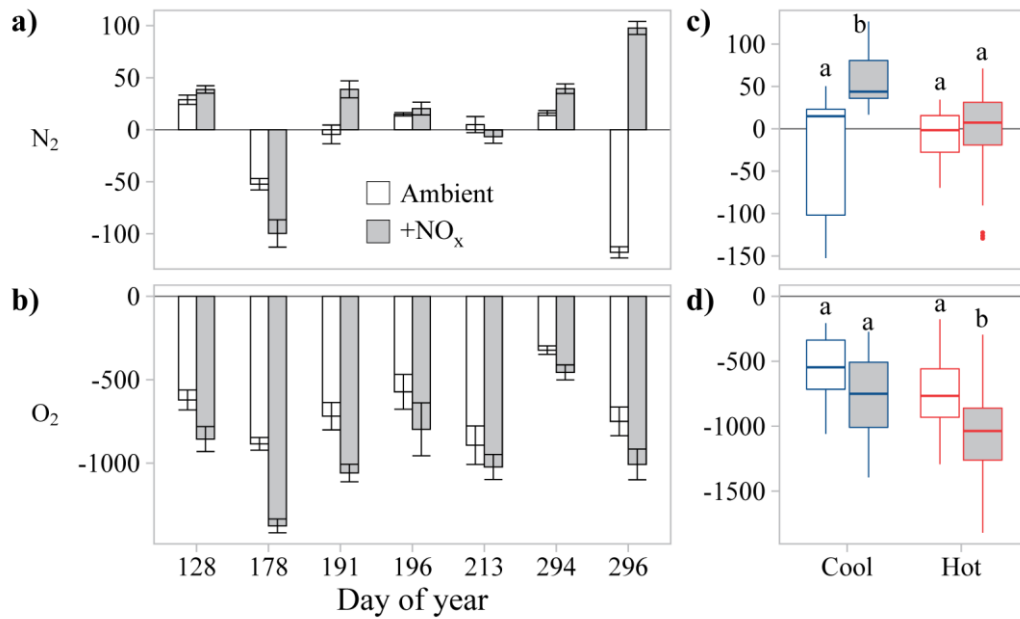 a)
N₂
100
50
0
-50
-100
Ambient
+NOₓ
b)
O₂
0
-500
-1000
128 178 191 196 213 294 296
Day of year
c)
100
50
0
-50
-100
-150
a b a a
d)
0
-500
-1000
-1500
a a a b
Cool Hot